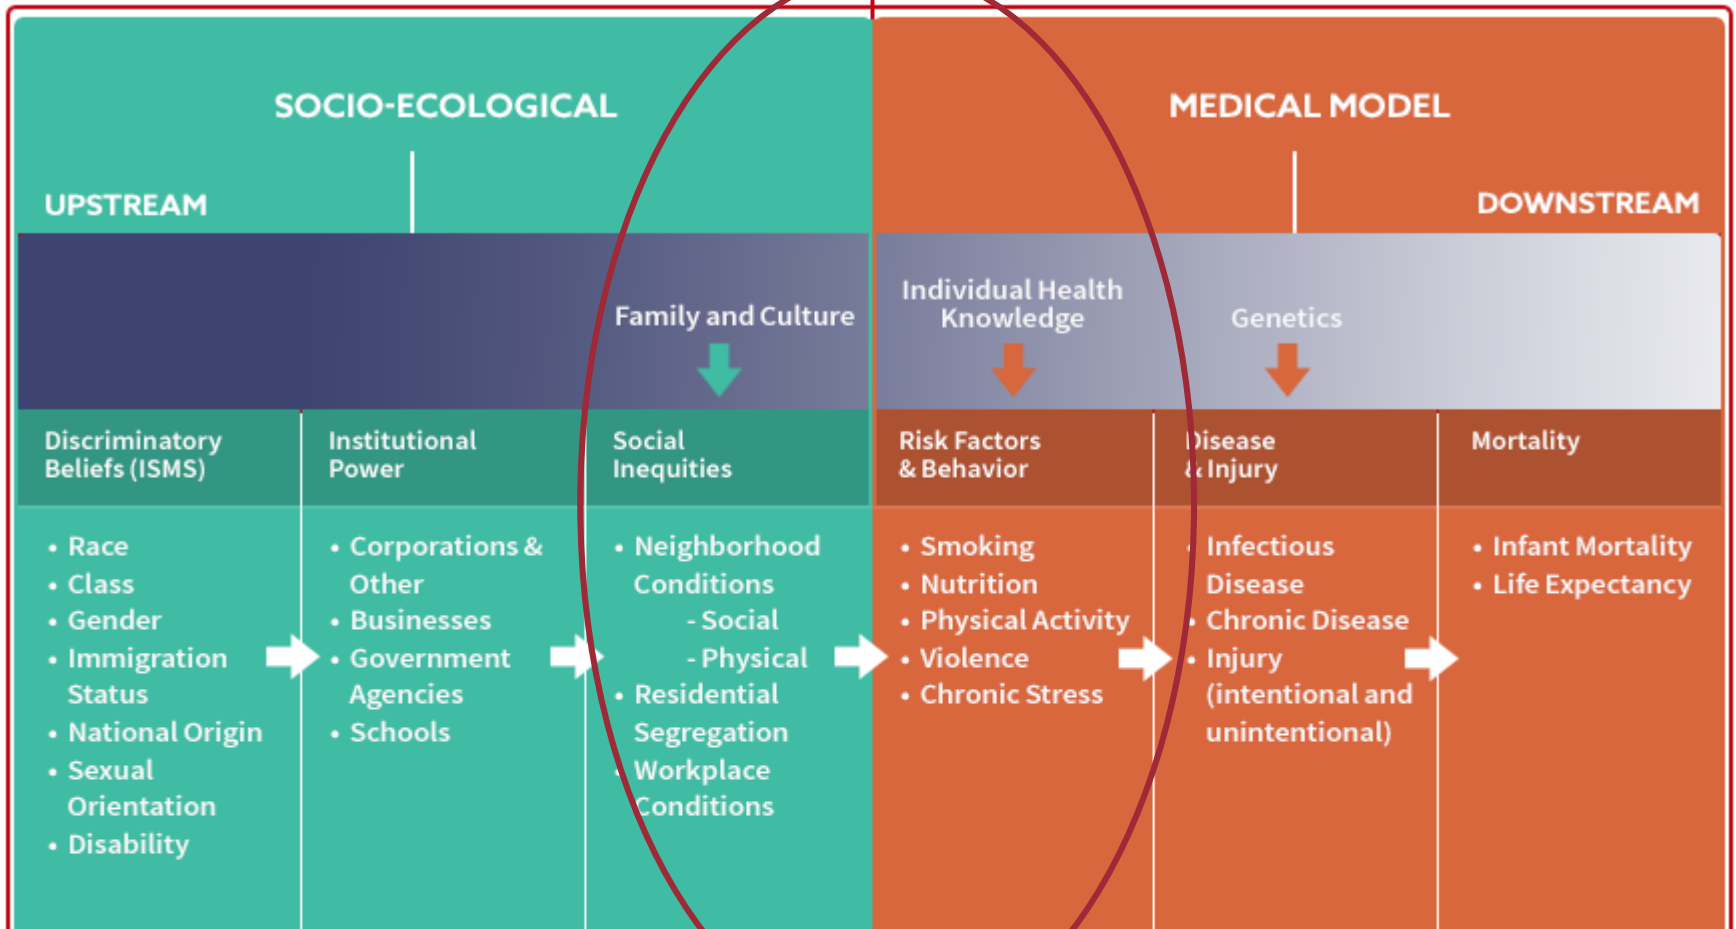 SOCIO-ECOLOGICAL
MEDICAL MODEL
UPSTREAM
DOWNSTREAM
Family and Culture
Individual Health
Knowledge
Genetics
Discriminatory
Beliefs (ISMS)
• Race
• Class
• Gender
• Immigration
Status
• National Origin
• Sexual
Orientation
• Disability
Institutional
Power
• Corporations &
Other
• Businesses
• Government
Agencies
• Schools
Social
Inequities
• Neighborhood
Conditions
- Social
- Physical
• Residential
Segregation
• Workplace
Conditions
Risk Factors
& Behavior
• Smoking
• Nutrition
• Physical Activity
• Violence
• Chronic Stress
Disease
& Injury
• Infectious
Disease
• Chronic Disease
• Injury
(intentional and
unintentional)
Mortality
• Infant Mortality
• Life Expectancy